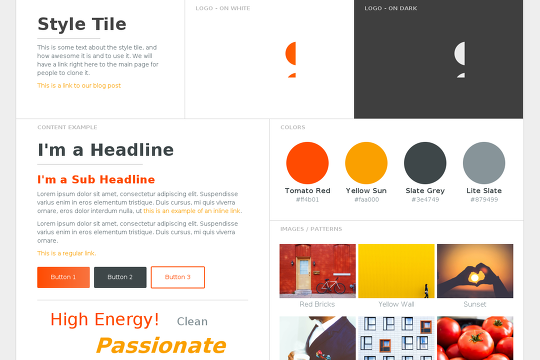 Style Tile
This is some text about the style tile, and
how awesome it is and to use it. We will
have a link right here to the main page for
people to clone it.
This is a link to our blog post
LOGO - ON WHITE
LOGO - ON DARK
CONTENT EXAMPLE
I'm a Headline
I'm a Sub Headline
Lorem ipsum dolor sit amet, consectetur adipiscing elit. Suspendisse
varius enim in eros elementum tristique. Duis cursus, mi quis viverra
ornare, eros dolor interdum nulla, ut this is an example of an inline link.
Lorem ipsum dolor sit amet, consectetur adipiscing elit. Suspendisse
varius enim in eros elementum tristique. Duis cursus, mi quis viverra
ornare.
This is a regular link.
Button 1
Button 2
Button 3
High Energy!
Clean
Passionate
COLORS
Tomato Red
Yellow Sun
Slate Grey
Lite Slate
#ff4b01
#faa000
#3e4749
#879499
IMAGES / PATTERNS
Red Bricks
Yellow Wall
Sunset